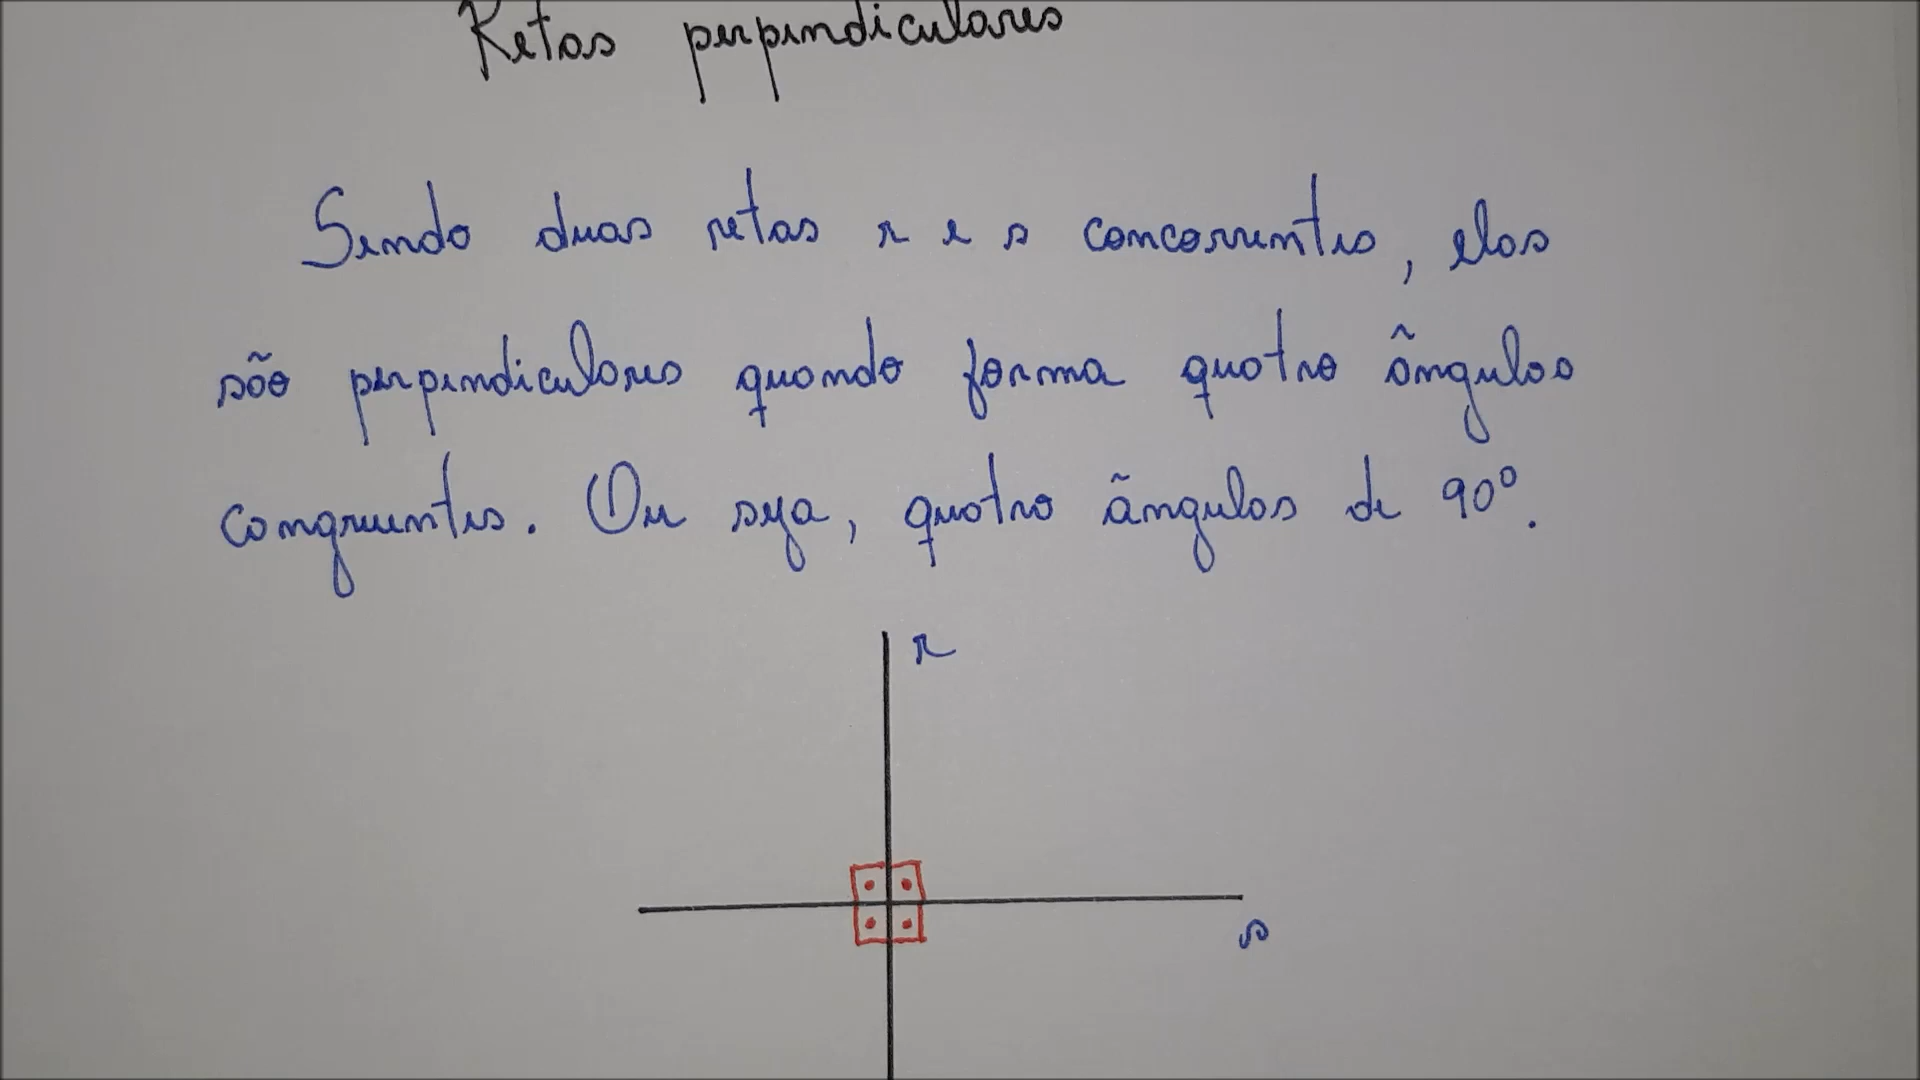 Retas perpendiculares
Sendo duas retas r e s concorrentes, elas
são perpendiculares quando forma quatro ângulos
congruentes. Ou seja, quatro ângulos de 90°.
r
s